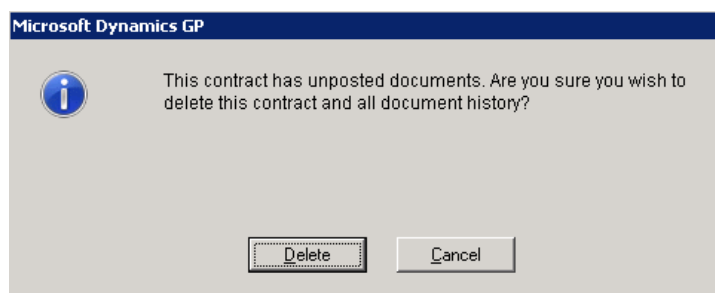 Microsoft Dynamics GP
This contract has unposted documents. Are you sure you wish to
delete this contract and all document history?
Delete
Cancel